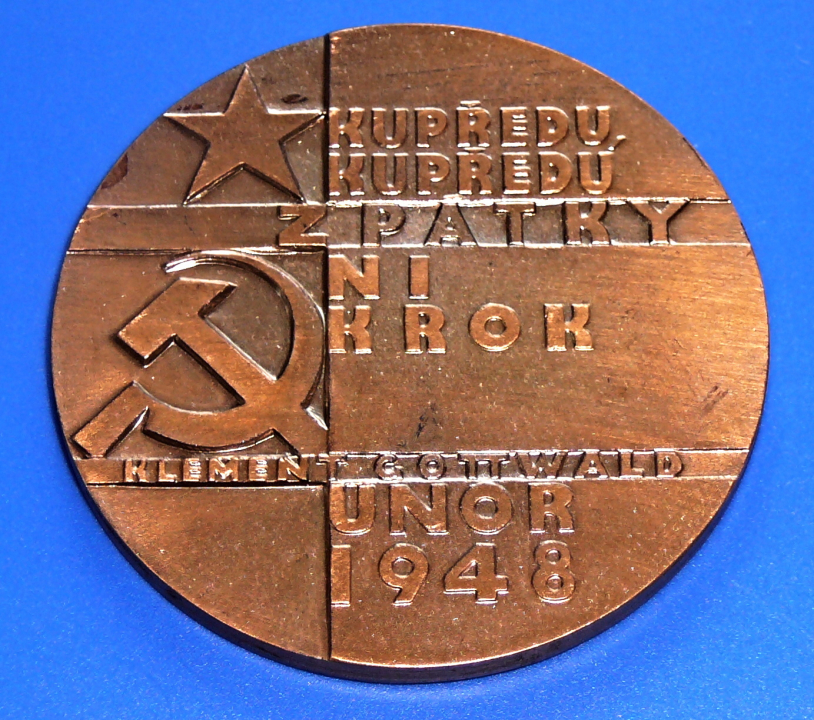 KUPŘEDU,
KUPŘEDU
ZPÁTKY
NI
KROK
KLEMENT GOTTWALD
ÚNOR
1948